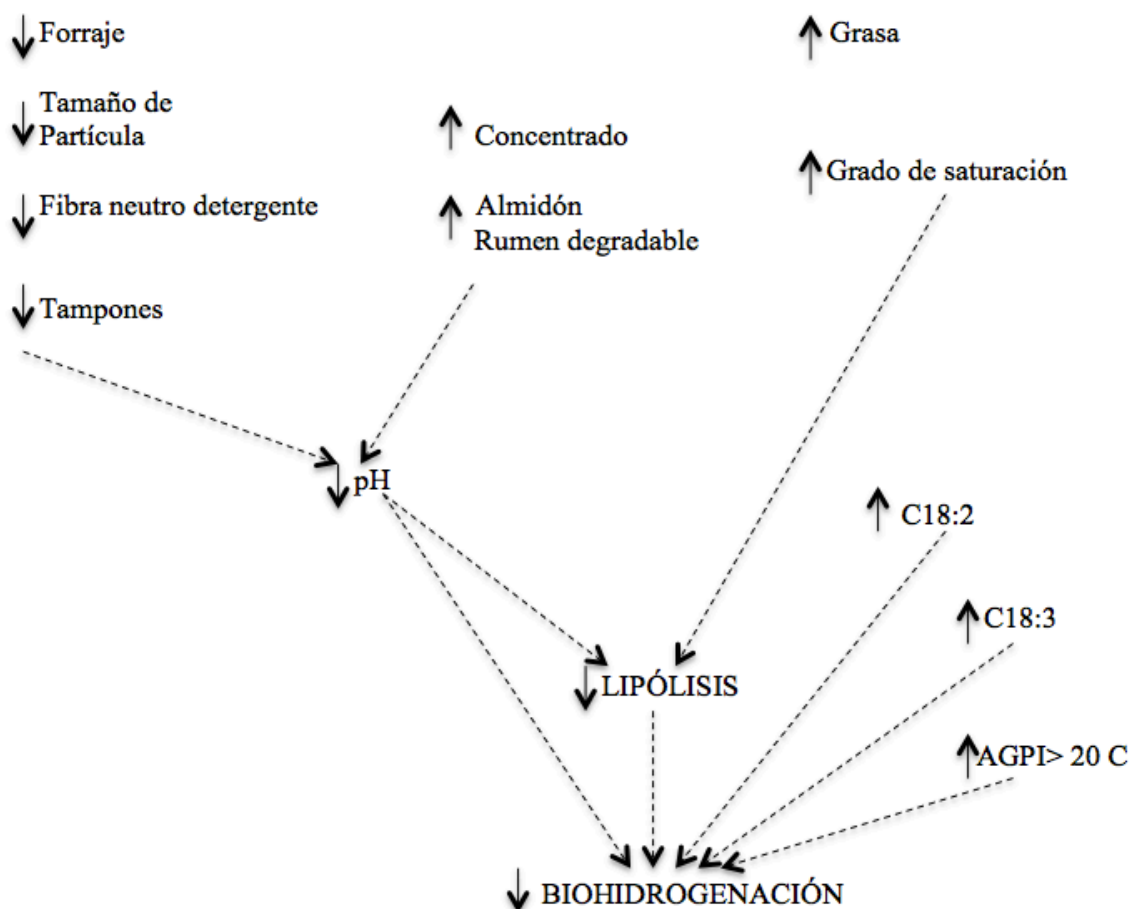 Forraje
Grasa
Tamaño de
Partícula
Concentrado
Grado de saturación
Fibra neutro detergente
Almidón
Rumen degradable
Tampones
pH
C18:2
C18:3
LIPÓLISIS
AGPI> 20 C
BIOHIDROGENACIÓN